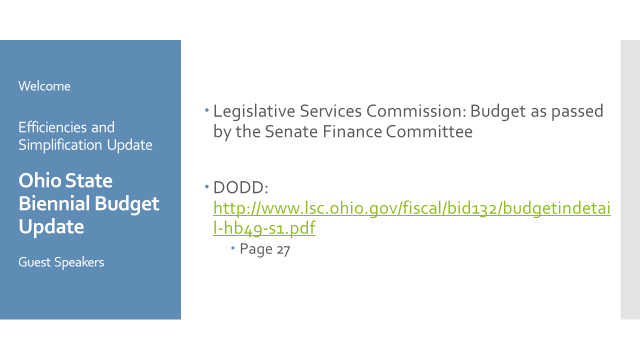 Welcome
Efficiencies and
Simplification Update
Ohio State
Biennial Budget
Update
Guest Speakers
• Legislative Services Commission: Budget as passed
by the Senate Finance Committee
• DODD:
http://www.lsc.ohio.gov/fiscal/bid132/budgetindetai
l-hb49-s1.pdf
• Page 27